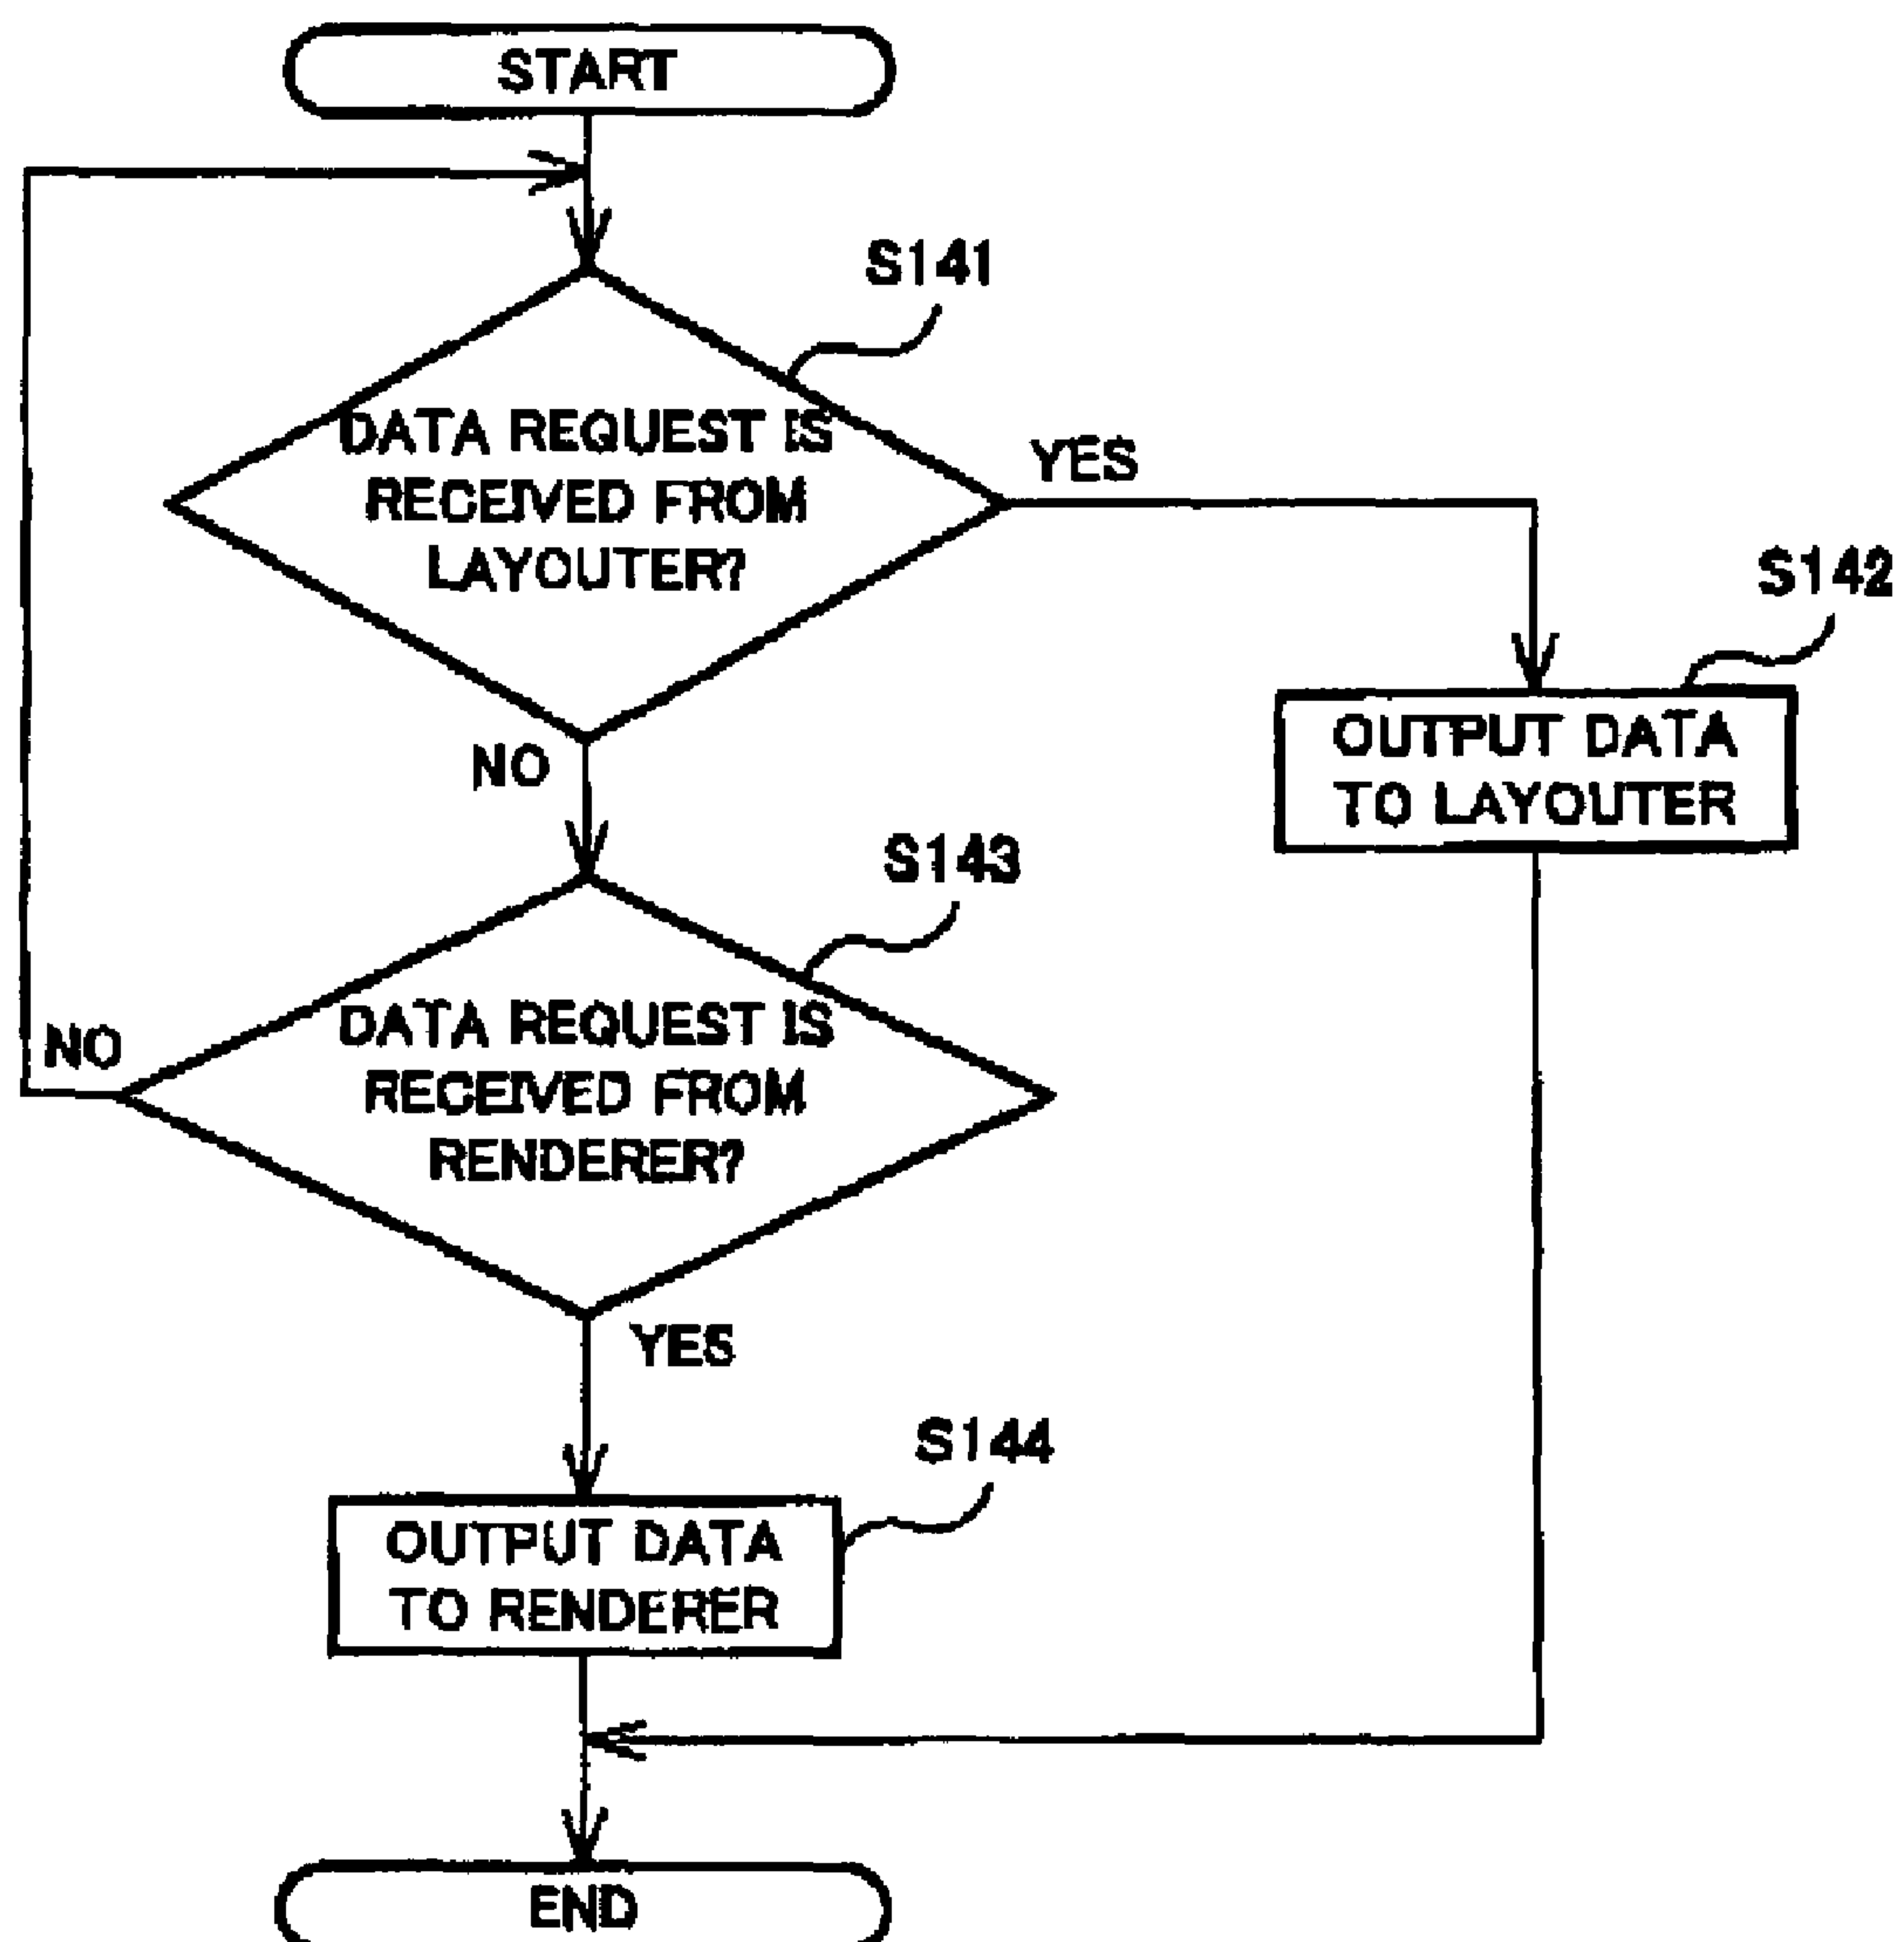 START
S141
DATA REQUEST IS
RECEIVED FROM
LAYOUTER?
YES
S142
OUTPUT DATA
TO LAYOUTER
NO
S143
DATA REQUEST IS
RECEIVED FROM
RENDERER?
NO
YES
S144
OUTPUT DATA
TO RENDERER
END